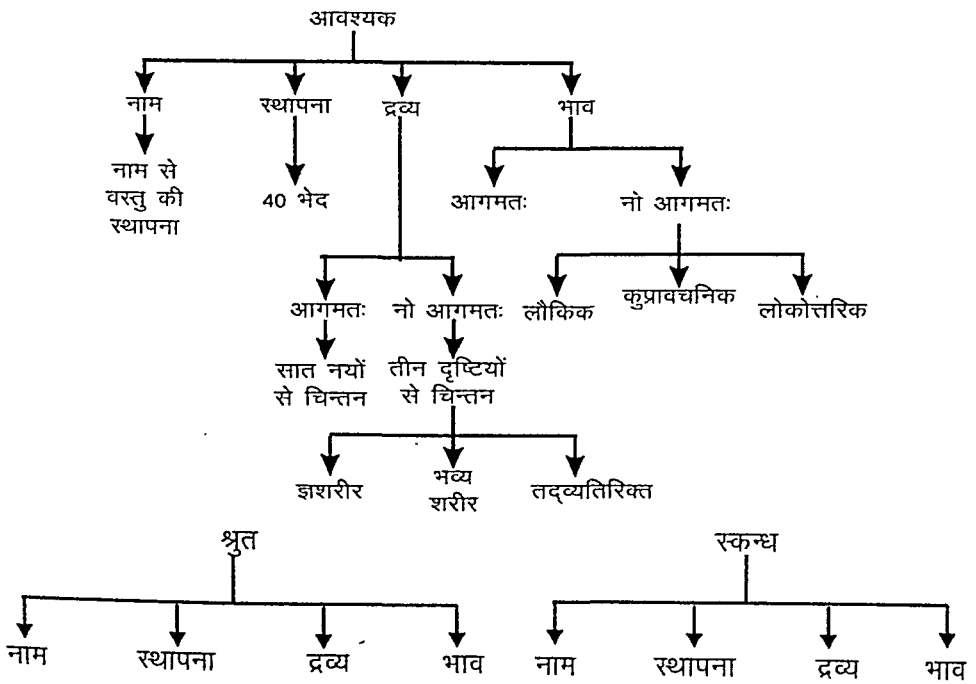 आवश्यक
नाम स्थापना द्रव्य भाव
नाम से
वस्तु की
स्थापना
40 भेद
आगमतः नो आगमतः
लौकिक कुप्रावचनिक लोकोत्तरिक
आगमतः नो आगमतः
सात नयों
से चिन्तन
तीन दृष्टियों
से चिन्तन
ज्ञशरीर
भव्य
शरीर
तद्व्यतिरिक्त
श्रुत
नाम स्थापना द्रव्य भाव
स्कन्ध
नाम स्थापना द्रव्य भाव